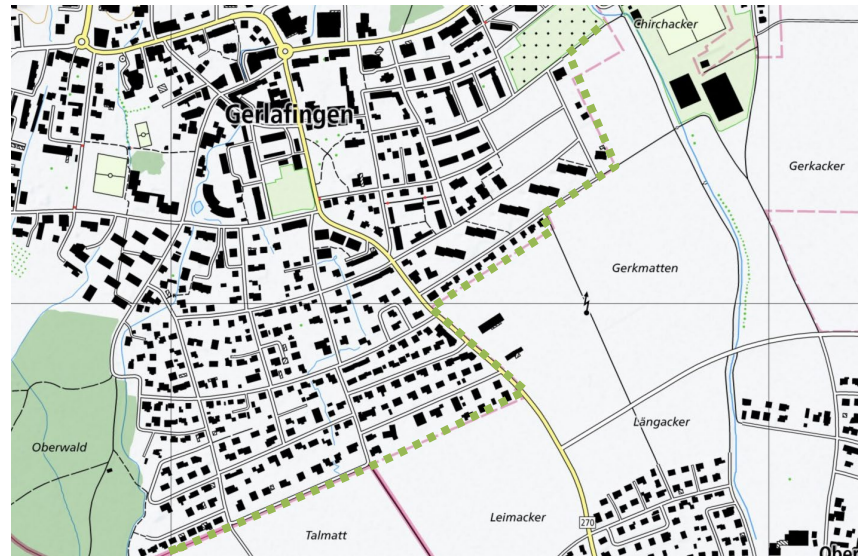 Chirchacker
Gerlafingen
Gerkacker
Gerkmatten
Längacker
Oberwald
Leimacker
270
Talmatt